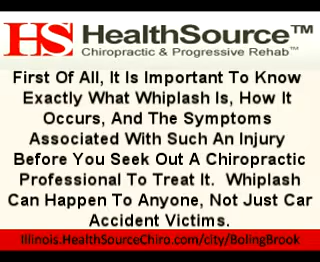 HS HealthSource™
Chiropractic & Progressive Rehab™
First Of All, It Is Important To Know
Exactly What Whiplash Is, How It
Occurs, And The Symptoms
Associated With Such An Injury
Before You Seek Out A Chiropractic
Professional To Treat It. Whiplash
Can Happen To Anyone, Not Just Car
Accident Victims.
Illinois.HealthSourceChiro.com/city/BolingBrook